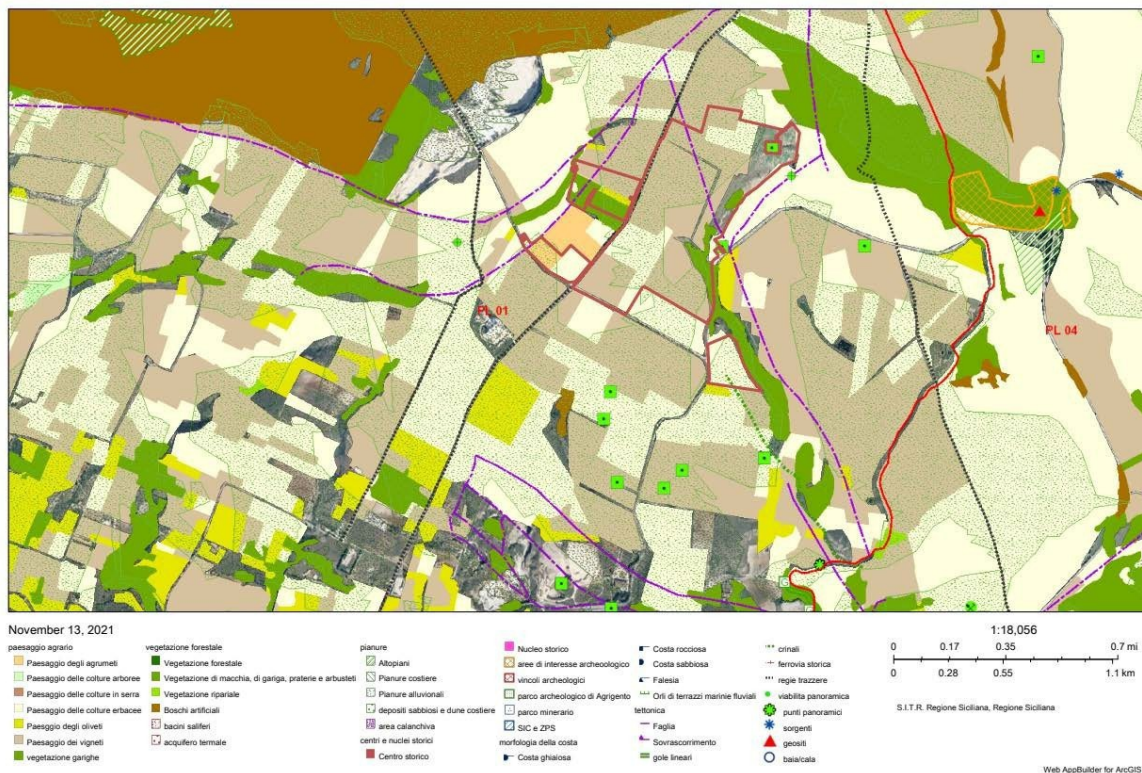 PL 01
PL 04
November 13, 2021
1:18,056
0 0.17 0.35 0.7 mi
0 0.28 0.55 1.1 km
S.I.T.R. Regione Siciliana, Regione Siciliana
paesaggio agrario
Paesaggio degli agrumeti
Paesaggio delle colture arboree
Paesaggio delle colture in serra
Paesaggio delle colture erbacee
Paesggio degli oliveti
Paesaggio dei vigneti
vegetazione garighe
vegetazione forestale
Vegetazione forestale
Vegetazione di macchia, di gariga, praterie e arbusteti
Vegetazione ripariale
Boschi artificiali
bacini saliferi
acquifero termale
pianure
Altopiani
Pianure costiere
Pianure alluvionali
depositi sabbiosi e dune costiere
area calanchiva
centri e nuclei storici
Centro storico
Nucleo storico
aree di interesse archeologico
vincoli archeologici
parco archeologico di Agrigento
parco minerario
SIC e ZPS
morfologia della costa
Costa ghiaiosa
Costa rocciosa
Costa sabbiosa
Falesia
Orli di terrazzi marinie fluviali
tettonica
Faglia
Sovrascorrimento
gole lineari
crinali
ferrovia storica
regie trazzere
viabilita panoramica
punti panoramici
sorgenti
geositi
baia/cala
Web AppBuilder for ArcGIS